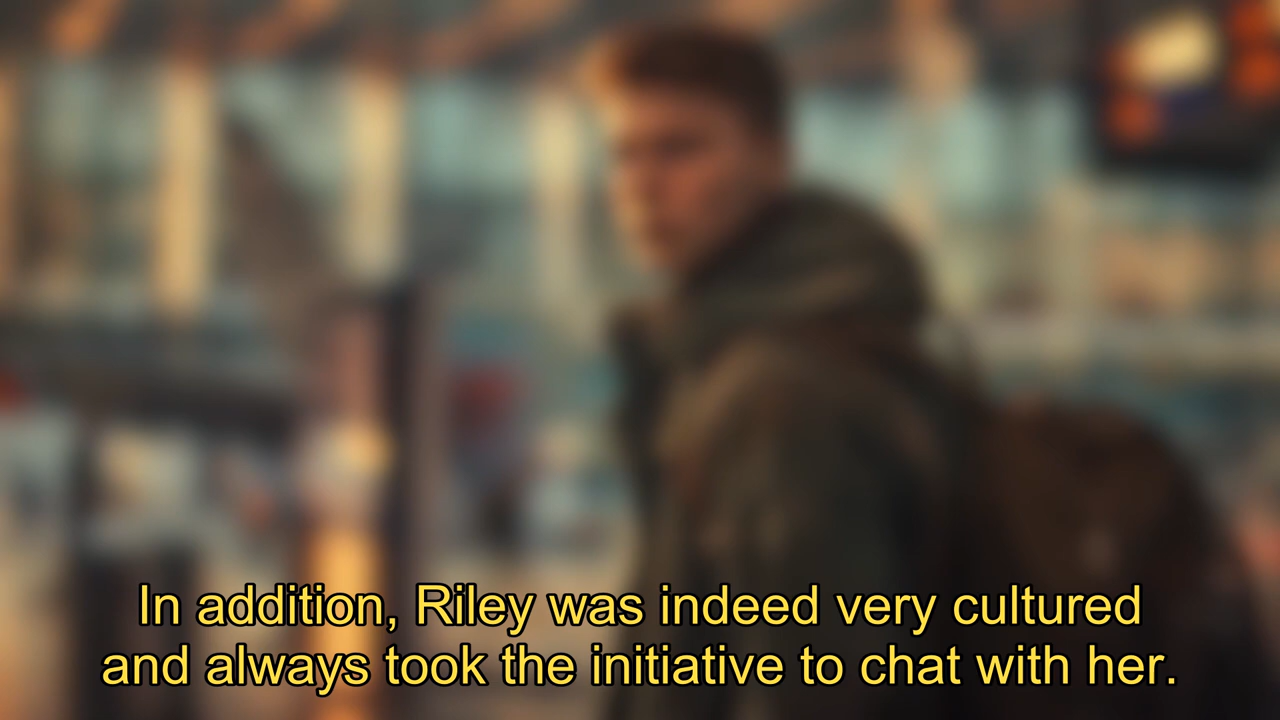 In addition, Riley was indeed very cultured
and always took the initiative to chat with her.